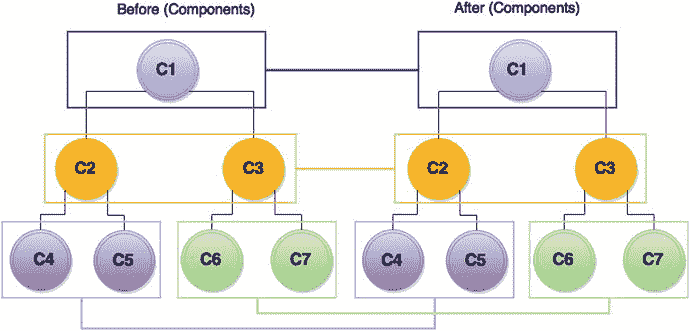 Before (Components) After (Components)
C1 C1
C2 C3 C2 C3
C4 C5 C6 C7 C4 C5 C6 C7
... ... ... ... ... ... ... ...